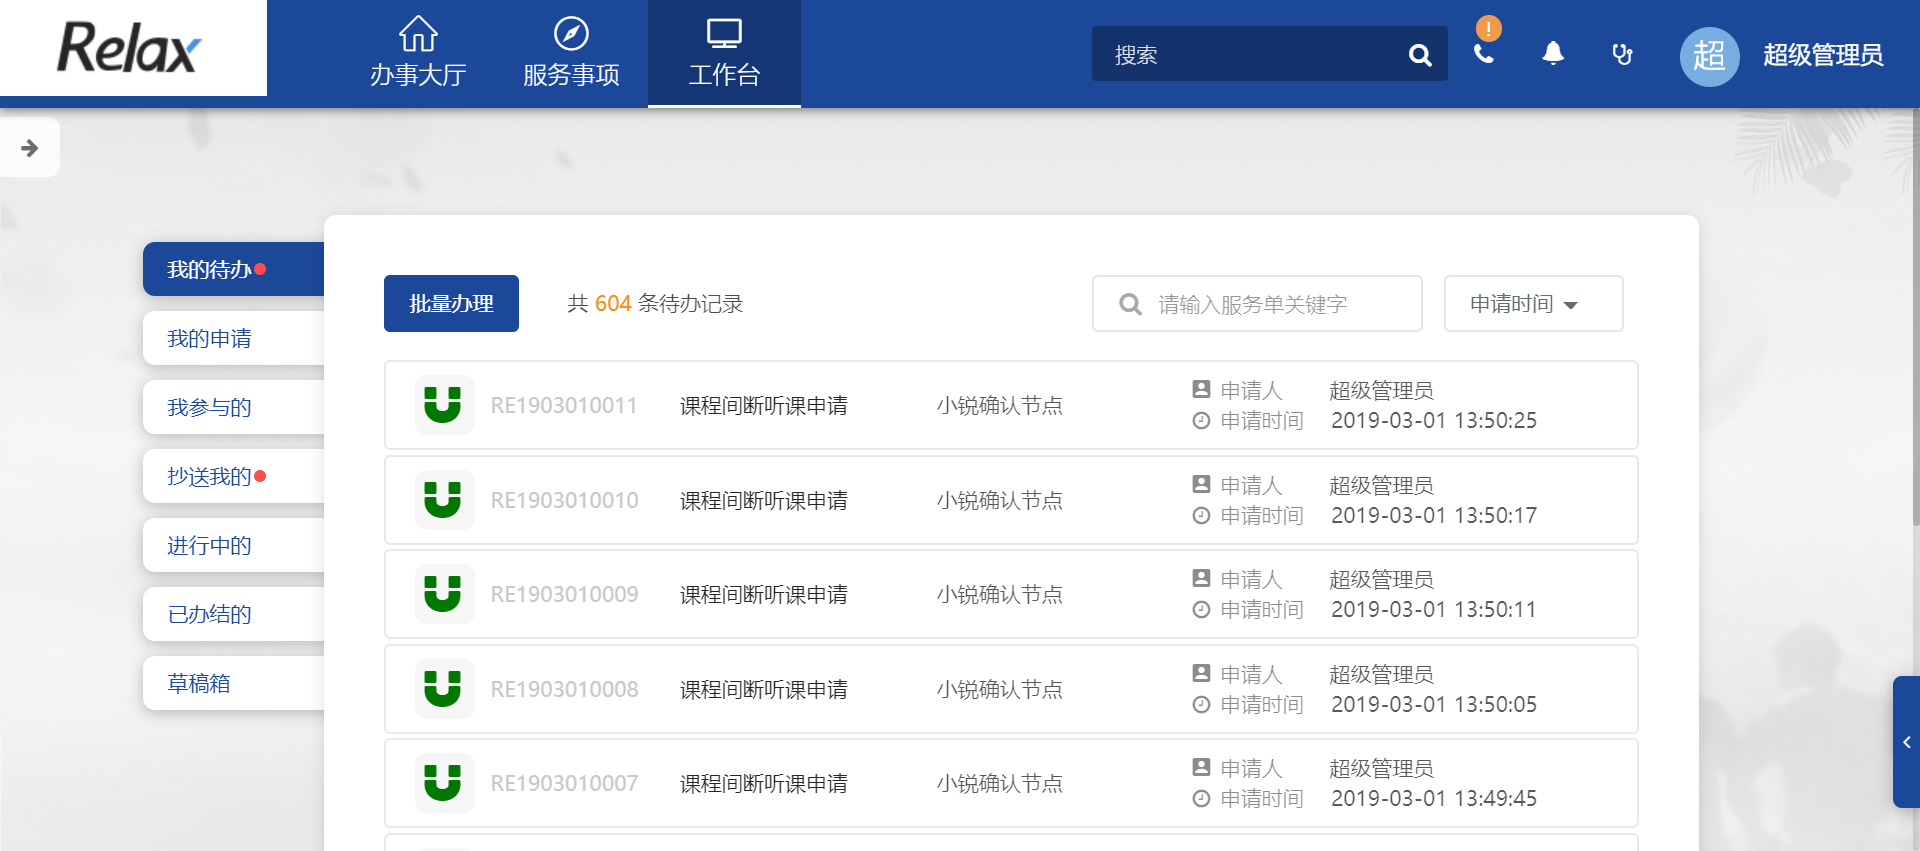 Relax
办事大厅
服务事项
工作台
搜索
!
超
超级管理员
我的待办
我的申请
我参与的
抄送我的
进行中的
已办结的
草稿箱
批量办理
共 604 条待办记录
请输入服务单关键字
申请时间
RE1903010011 课程间断听课申请 小锐确认节点
申请人 超级管理员
申请时间 2019-03-01 13:50:25
RE1903010010 课程间断听课申请 小锐确认节点
申请人 超级管理员
申请时间 2019-03-01 13:50:17
RE1903010009 课程间断听课申请 小锐确认节点
申请人 超级管理员
申请时间 2019-03-01 13:50:11
RE1903010008 课程间断听课申请 小锐确认节点
申请人 超级管理员
申请时间 2019-03-01 13:50:05
RE1903010007 课程间断听课申请 小锐确认节点
申请人 超级管理员
申请时间 2019-03-01 13:49:45